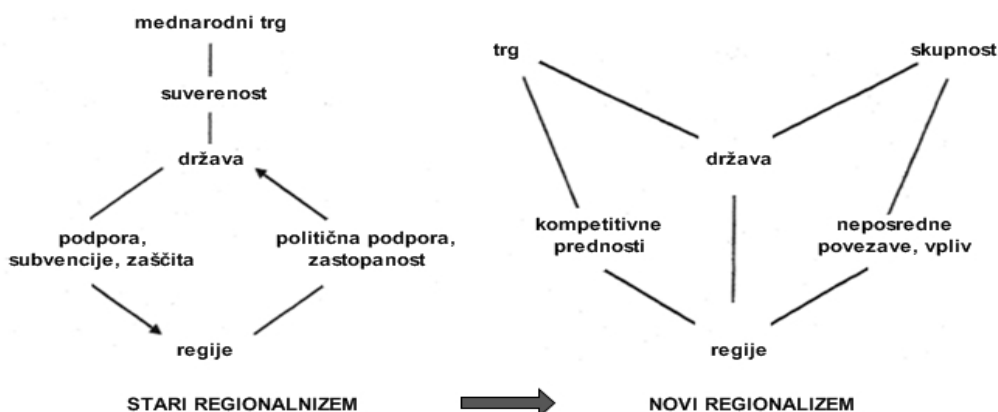 mednarodni trg
suverenost
država
podpora,
subvencije, zaščita
politična podpora,
zastopanost
regije
STARI REGIONALNIZEM
trg
skupnost
država
kompetitivne
prednosti
neposredne
povezave, vpliv
regije
NOVI REGIONALIZEM